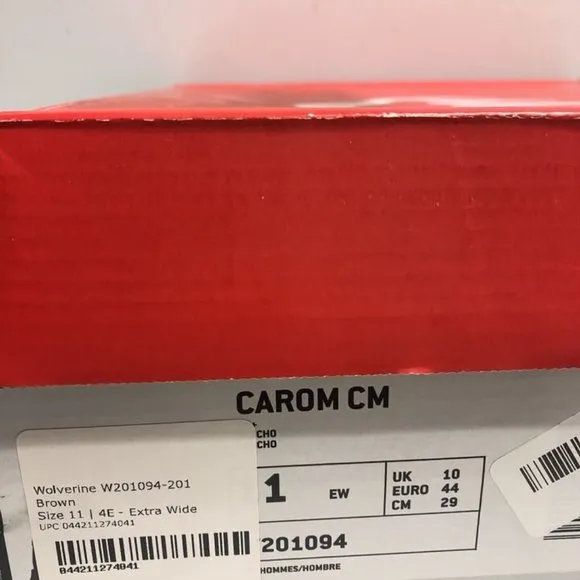 CAROM CM
CHO
CHO
1 EW
UK 10
EURO 44
CM 29
201094
HOMMES/HOMBRE
Wolverine W201094-201
Brown
Size 11 | 4E - Extra Wide
UPC 044211274041
044211274041